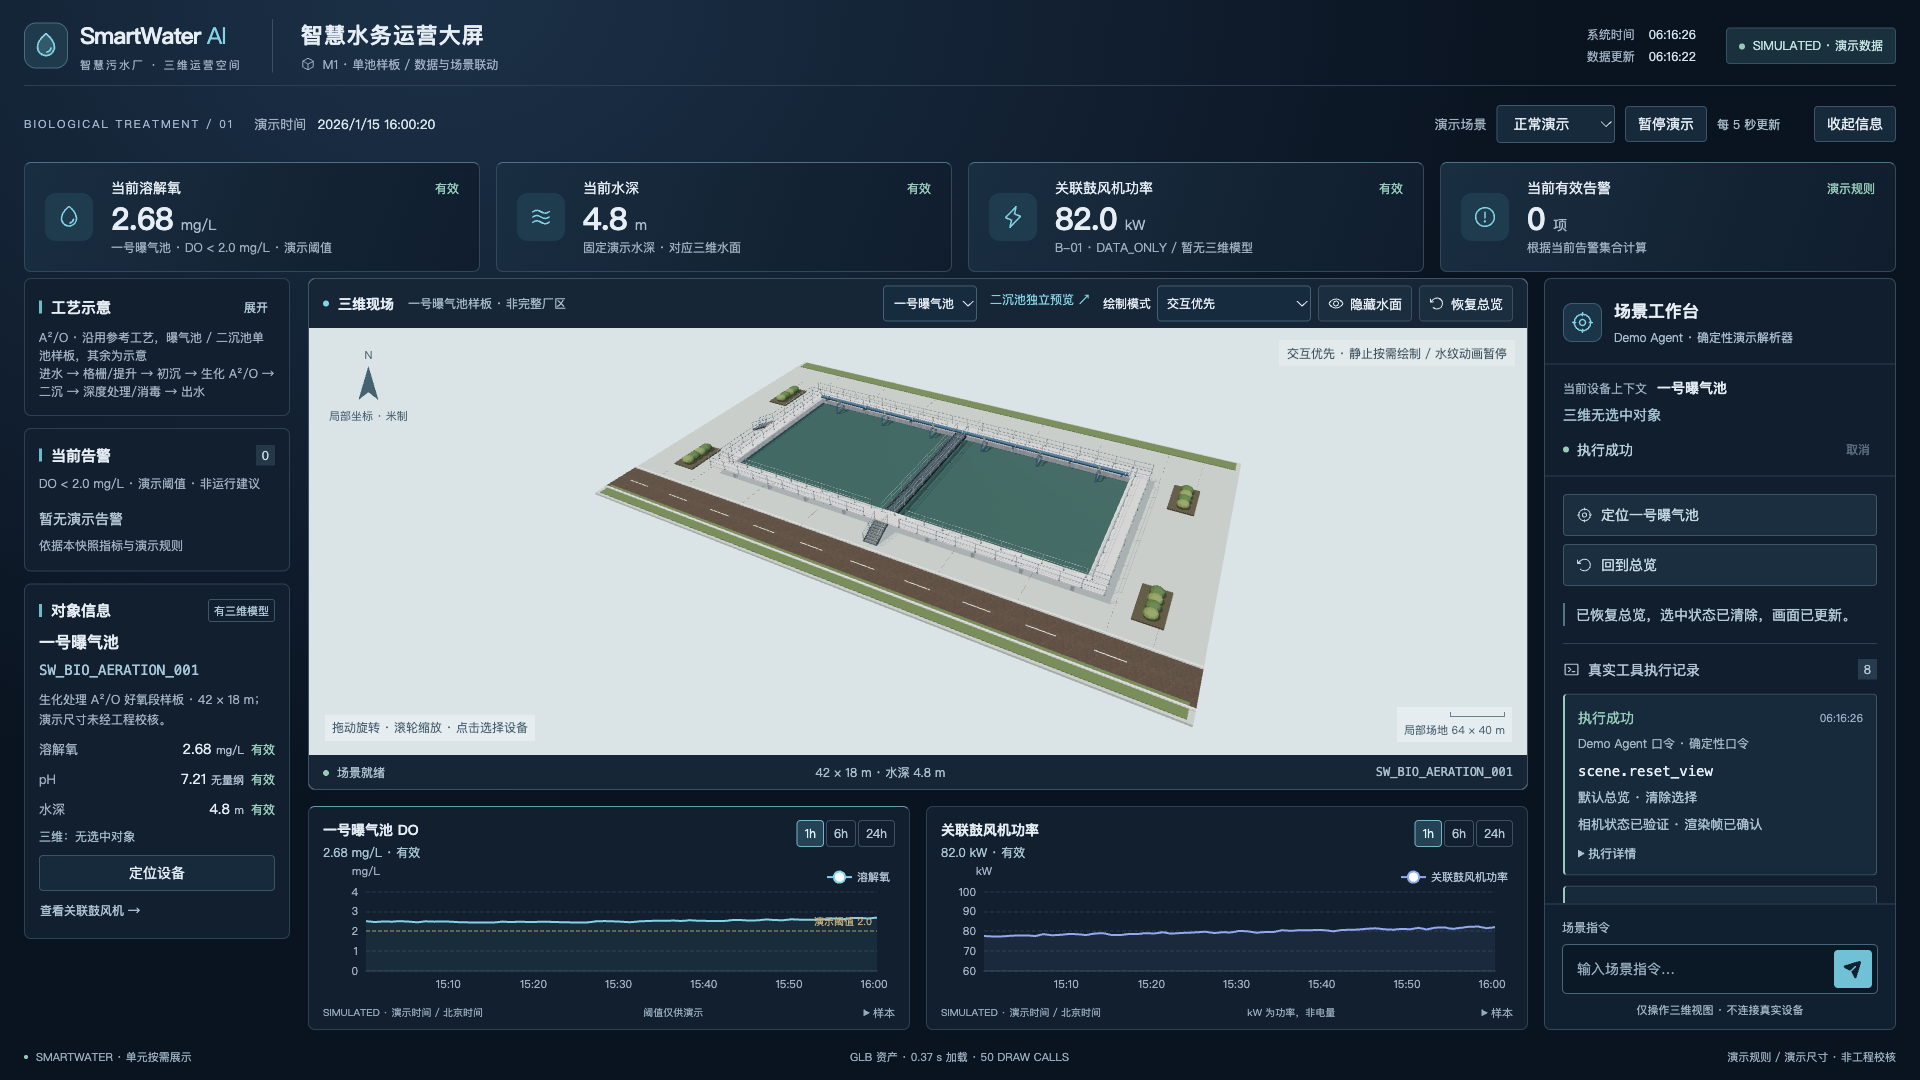 SmartWater AI
智慧污水厂 · 三维运营空间
智慧水务运营大屏
M1 · 单池样板 / 数据与场景联动
系统时间 06:16:26
数据更新 06:16:22
SIMULATED · 演示数据
BIOLOGICAL TREATMENT / 01
演示时间 2026/1/15 16:00:20
演示场景 正常演示
暂停演示
每 5 秒更新
收起信息
当前溶解氧 有效
2.68 mg/L
一号曝气池 · DO < 2.0 mg/L · 演示阈值
当前水深 有效
4.8 m
固定演示水深 · 对应三维水面
关联鼓风机功率 有效
82.0 kW
B-01 · DATA_ONLY / 暂无三维模型
当前有效告警 演示规则
0 项
根据当前告警集合计算
工艺示意 展开
A²/O · 沿用参考工艺，曝气池 / 二沉池单
池样板，其余为示意
进水 → 格栅/提升 → 初沉 → 生化 A²/O →
二沉 → 深度处理/消毒 → 出水
当前告警 0
DO < 2.0 mg/L · 演示阈值 · 非运行建议
暂无演示告警
依据本快照指标与演示规则
对象信息 有三维模型
一号曝气池
SW_BIO_AERATION_001
生化处理 A²/O 好氧段样板 · 42 × 18 m；
演示尺寸未经工程校核。
溶解氧 2.68 mg/L 有效
pH 7.21 无量纲 有效
水深 4.8 m 有效
三维：无选中对象
定位设备
查看关联鼓风机 →
三维现场 一号曝气池样板 · 非完整厂区
一号曝气池
二沉池独立预览 ↗
绘制模式 交互优先
隐藏水面
恢复总览
N
局部坐标 · 米制
交互优先 · 静止按需绘制 / 水纹动画暂停
拖动旋转 · 滚轮缩放 · 点击选择设备
局部场地 64 × 40 m
场景就绪
42 × 18 m · 水深 4.8 m
SW_BIO_AERATION_001
一号曝气池 DO
1h 6h 24h
2.68 mg/L · 有效
mg/L
溶解氧
4
3
演示阈值 2.0
2
1
0
15:10 15:20 15:30 15:40 15:50 16:00
SIMULATED · 演示时间 / 北京时间
阈值仅供演示
▶ 样本
关联鼓风机功率
1h 6h 24h
82.0 kW · 有效
kW
关联鼓风机功率
100
90
80
70
60
15:10 15:20 15:30 15:40 15:50 16:00
SIMULATED · 演示时间 / 北京时间
kW 为功率，非电量
▶ 样本
场景工作台
Demo Agent · 确定性演示解析器
当前设备上下文 一号曝气池
三维无选中对象
执行成功 取消
定位一号曝气池
回到总览
已恢复总览，选中状态已清除，画面已更新。
真实工具执行记录 8
执行成功 06:16:26
Demo Agent 口令 · 确定性口令
scene.reset_view
默认总览 · 清除选择
相机状态已验证 · 渲染帧已确认
▶ 执行详情
场景指令
输入场景指令…
仅操作三维视图 · 不连接真实设备
SMARTWATER · 单元按需展示
GLB 资产 · 0.37 s 加载 · 50 DRAW CALLS
演示规则 / 演示尺寸 · 非工程校核